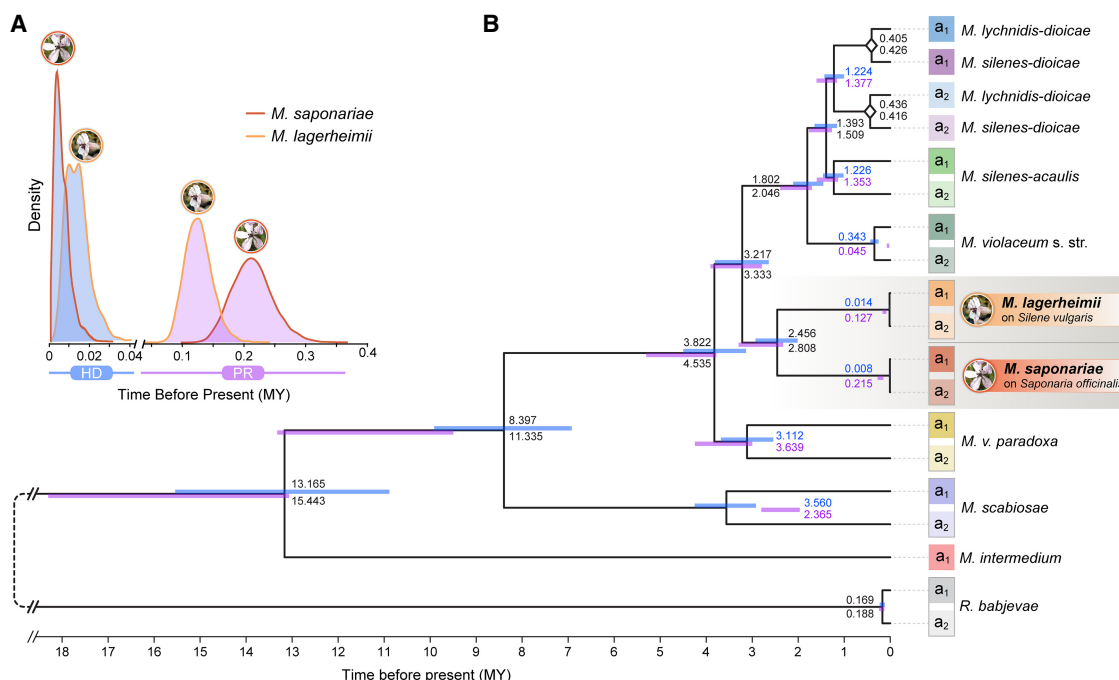 A
M. saponariae
M. lagerheimii
Density
0 0.02 0.04 0.1 0.2 0.3 0.4
HD PR
Time Before Present (MY)
B
0.405
0.426
1.224
1.377
0.436
0.416
1.393
1.509
1.226
1.353
1.802
2.046
0.343
0.045
3.217
3.333
0.014
0.127
2.456
2.808
0.008
0.215
3.822
4.535
8.397
11.335
3.112
3.639
13.165
15.443
3.560
2.365
0.169
0.188
a1 M. lychnidis-dioicae
a1 M. silenes-dioicae
a2 M. lychnidis-dioicae
a2 M. silenes-dioicae
a1
M. silenes-acaulis
a2
a1
M. violaceum s. str.
a2
a1
M. lagerheimii
on Silene vulgaris
a2
a1
M. saponariae
on Saponaria officinalis
a2
a1
M. v. paradoxa
a2
a1
M. scabiosae
a2
a1 M. intermedium
a1
R. babjevae
a2
18 17 16 15 14 13 12 11 10 9 8 7 6 5 4 3 2 1 0
Time before present (MY)